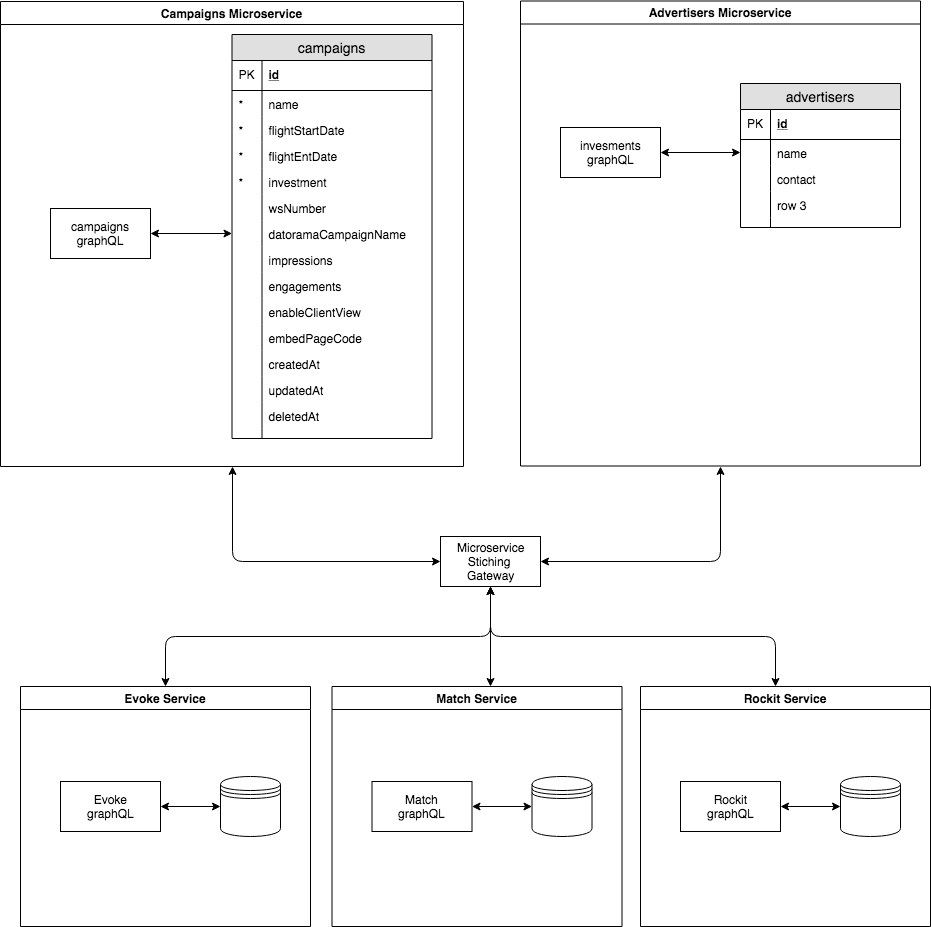 Campaigns Microservice
campaigns
PK id
* name
* flightStartDate
* flightEntDate
* investment
wsNumber
datoramaCampaignName
impressions
engagements
enableClientView
embedPageCode
createdAt
updatedAt
deletedAt
campaigns
graphQL
Advertisers Microservice
advertisers
PK id
name
contact
row 3
invesments
graphQL
Microservice
Stiching
Gateway
Evoke Service
Evoke
graphQL
Match Service
Match
graphQL
Rockit Service
Rockit
graphQL